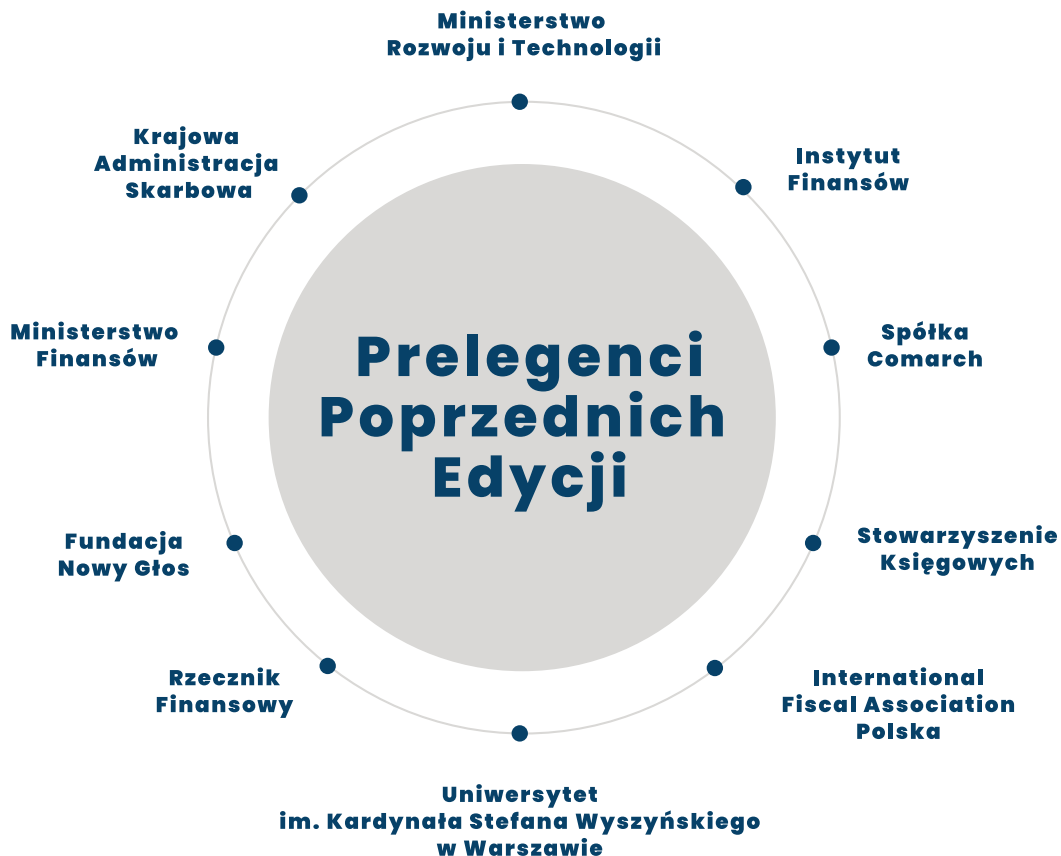 Ministerstwo
Rozwoju i Technologii
Krajowa
Administracja
Skarbowa
Instytut
Finansów
Ministerstwo
Finansów
Prelegenci
Poprzednich
Edycji
Spółka
Comarch
Fundacja
Nowy Głos
Stowarzyszenie
Księgowych
Rzecznik
Finansowy
International
Fiscal Association
Polska
Uniwersytet
im. Kardynała Stefana Wyszyńskiego
w Warszawie